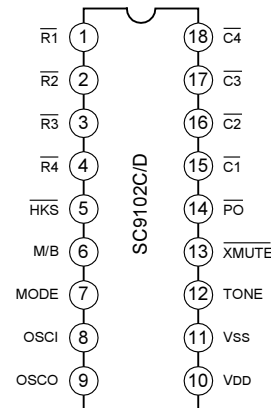 R1 1 18 C4
R2 2 17 C3
R3 3 16 C2
R4 4 15 C1
HKS 5 14 PO
M/B 6 13 XMUTE
MODE 7 12 TONE
OSCI 8 11 VSS
OSCO 9 10 VDD
SC9102C/D